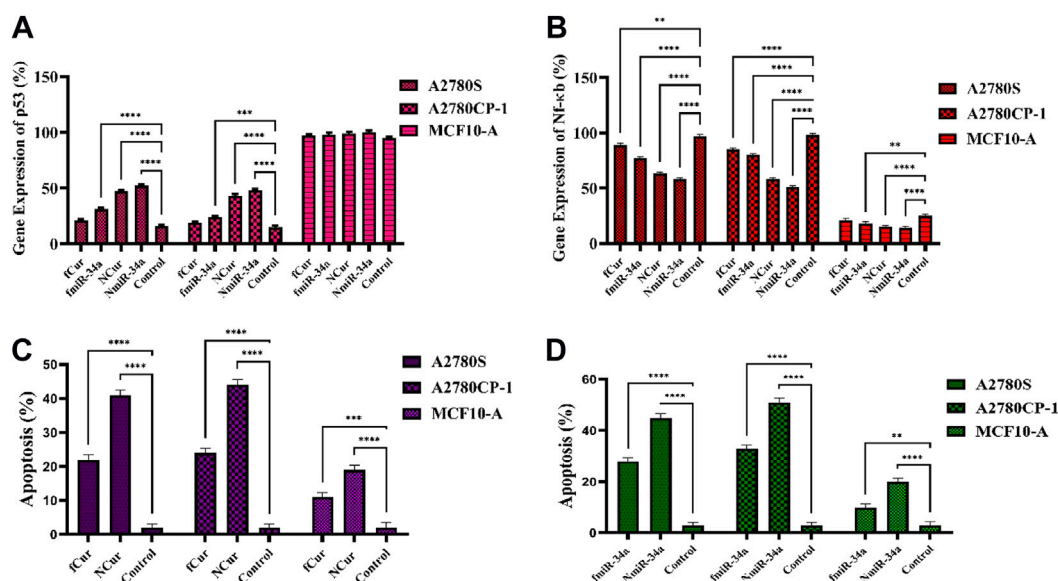 A
Gene Expression of p53 (%)
150
100
50
0
**** *** 
**** ****
**** ****
A2780S
A2780CP-1
MCF10-A
fCur fmiR-34a NCur NmiR-34a Control fCur fmiR-34a NCur NmiR-34a Control fCur fmiR-34a NCur NmiR-34a Control
B
Gene Expression of Nf-κb (%)
150
100
50
0
** ****
**** ****
**** **** **
**** **** ****
****
A2780S
A2780CP-1
MCF10-A
fCur fmiR-34a NCur NmiR-34a Control fCur fmiR-34a NCur NmiR-34a Control fCur fmiR-34a NCur NmiR-34a Control
C
Apoptosis (%)
40
30
20
10
0
**** ****
**** ****
***
****
A2780S
A2780CP-1
MCF10-A
fCur NCur Control fCur NCur Control fCur NCur Control
D
Apoptosis (%)
60
40
20
0
**** ****
**** ****
**
****
A2780S
A2780CP-1
MCF10-A
fmiR-34a NmiR-34a Control fmiR-34a NmiR-34a Control fmiR-34a NmiR-34a Control